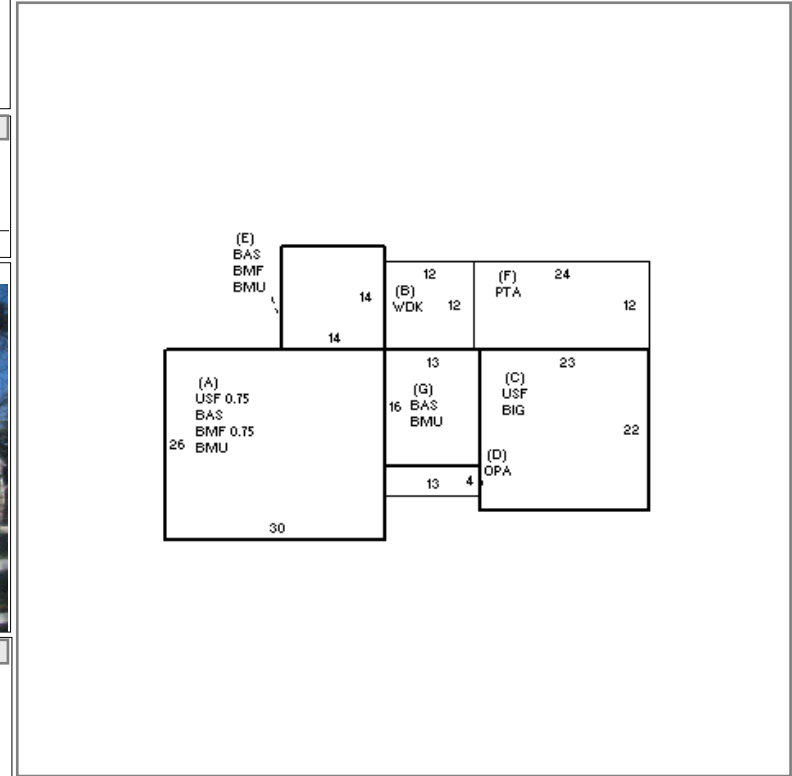 (E)
BAS
BMF
BMU
14
14
(B)
WDK
12
12
(F)
PTA
24
12
(A)
USF 0.75
BAS
BMF 0.75
BMU
26
30
13
(G)
BAS
BMU
16
(C)
USF
BIG
23
22
(D)
OPA
13
4